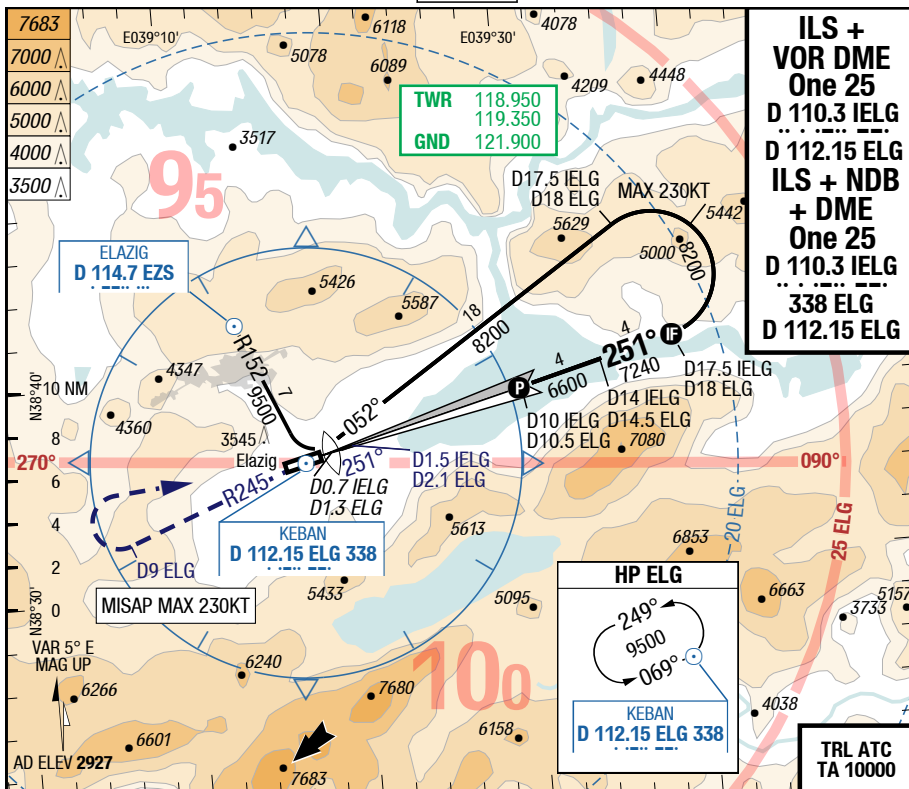 7683
7000
6000
5000
4000
3500
E039°10'
E039°30'
6118
5078
6089
4078
4209
4448
3517
TWR 118.950
119.350
GND 121.900
95
D17.5 IELG
D18 ELG
MAX 230KT
5629
5442
5000
8200
ILS +
VOR DME
One 25
D 110.3 IELG
D 112.15 ELG
ILS + NDB
+ DME
One 25
D 110.3 IELG
338 ELG
D 112.15 ELG
ELAZIG
D 114.7 EZS
5426
5587
18
8200
4
251°
7240
IF
D17.5 IELG
D18 ELG
4
6600
P
D14 IELG
D14.5 ELG
D10 IELG
D10.5 ELG
7080
R152
7
9500
052°
4347
4360
N38°40'
10 NM
8
6
4
2
0
N38°30'
3545
Elazig
270°
090°
251°
D1.5 IELG
D2.1 ELG
D0.7 IELG
D1.3 ELG
R245
D9 ELG
KEBAN
D 112.15 ELG 338
MISAP MAX 230KT
5613
5433
5095
20 ELG
25 ELG
6853
6663
3733
5157
4038
HP ELG
249°
9500
069°
KEBAN
D 112.15 ELG 338
VAR 5° E
MAG UP
6240
6266
6601
7680
100
6158
7683
AD ELEV 2927
TRL ATC
TA 10000